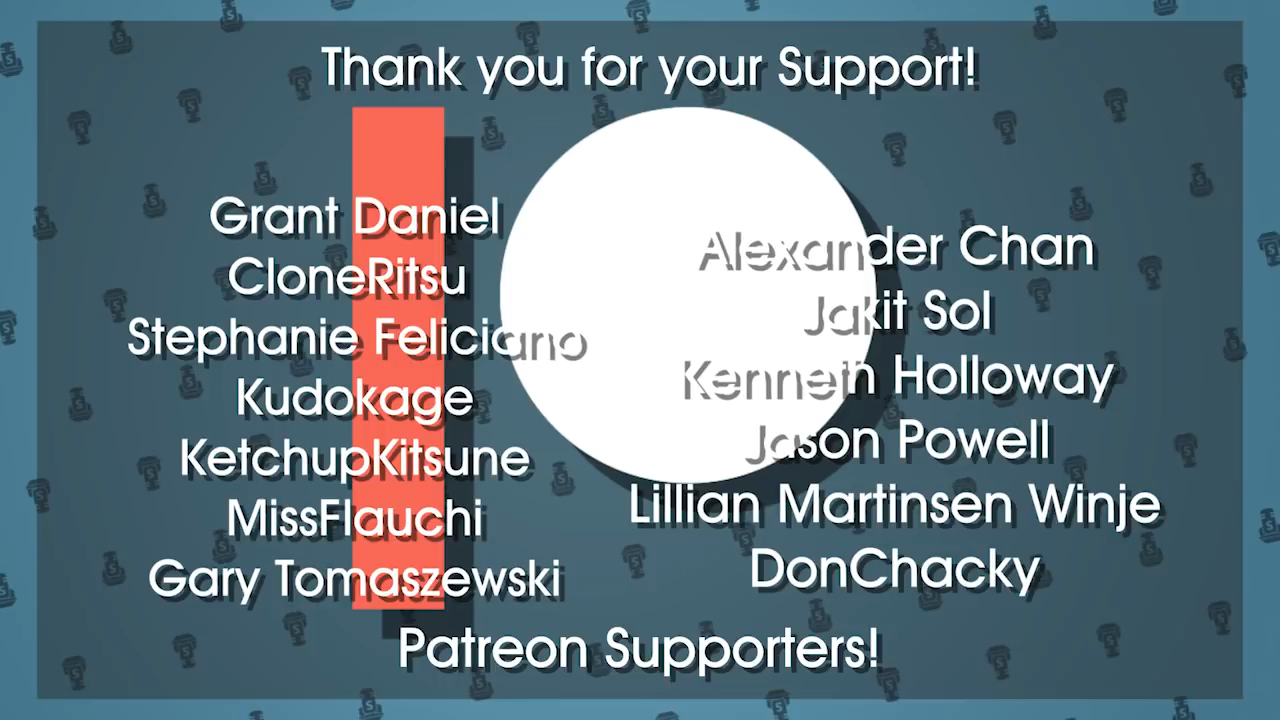 Thank you for your Support!
Grant Daniel
CloneRitsu
Stephanie Feliciano
Kudokage
KetchupKitsune
MissFlauchi
Gary Tomaszewski
Alexander Chan
Jakit Sol
Kenneth Holloway
Jason Powell
Lillian Martinsen Winje
DonChacky
Patreon Supporters!